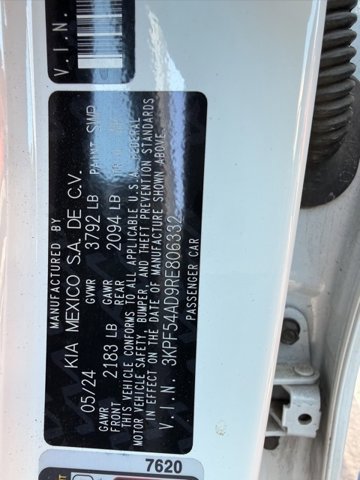 MANUFACTURED BY
KIA MEXICO S.A. DE C.V.
05/24 GVWR 3792 LB PAINT SWP
GAWR FRONT 2183 LB GAWR REAR 2094 LB
THIS VEHICLE CONFORMS TO ALL APPLICABLE U.S.A. FEDERAL
MOTOR VEHICLE SAFETY, BUMPER, AND THEFT PREVENTION STANDARDS
IN EFFECT ON THE DATE OF MANUFACTURE SHOWN ABOVE.
V.I.N. 3KPF54AD9RE806332
PASSENGER CAR
V.I.N.
7620